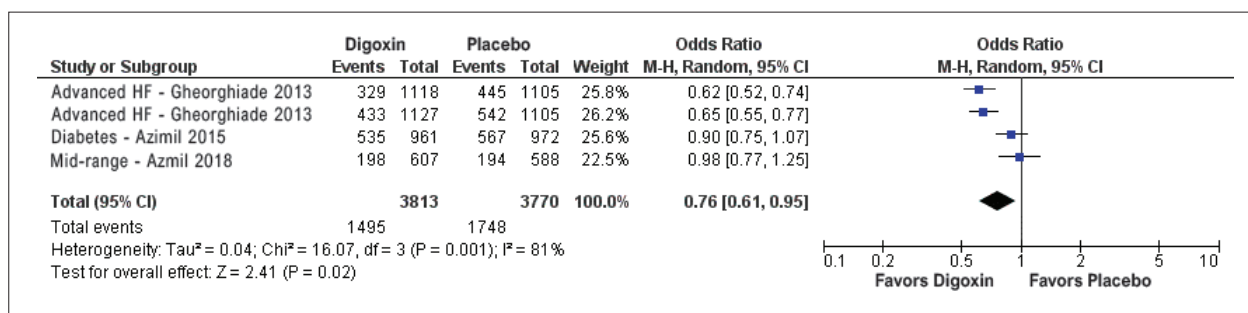 Digoxin Placebo Odds Ratio Odds Ratio
Study or Subgroup Events Total Events Total Weight M-H, Random, 95% CI M-H, Random, 95% CI
Advanced HF - Gheorghiade 2013 329 1118 445 1105 25.8% 0.62 [0.52, 0.74]
Advanced HF - Gheorghiade 2013 433 1127 542 1105 26.2% 0.65 [0.55, 0.77]
Diabetes - Azimil 2015 535 961 567 972 25.6% 0.90 [0.75, 1.07]
Mid-range - Azmil 2018 198 607 194 588 22.5% 0.98 [0.77, 1.25]
Total (95% CI) 3813 3770 100.0% 0.76 [0.61, 0.95]
Total events 1495 1748
Heterogeneity: Tau² = 0.04; Chi² = 16.07, df = 3 (P = 0.001); I² = 81%
Test for overall effect: Z = 2.41 (P = 0.02)
0.1 0.2 0.5 1 2 5 10
Favors Digoxin Favors Placebo